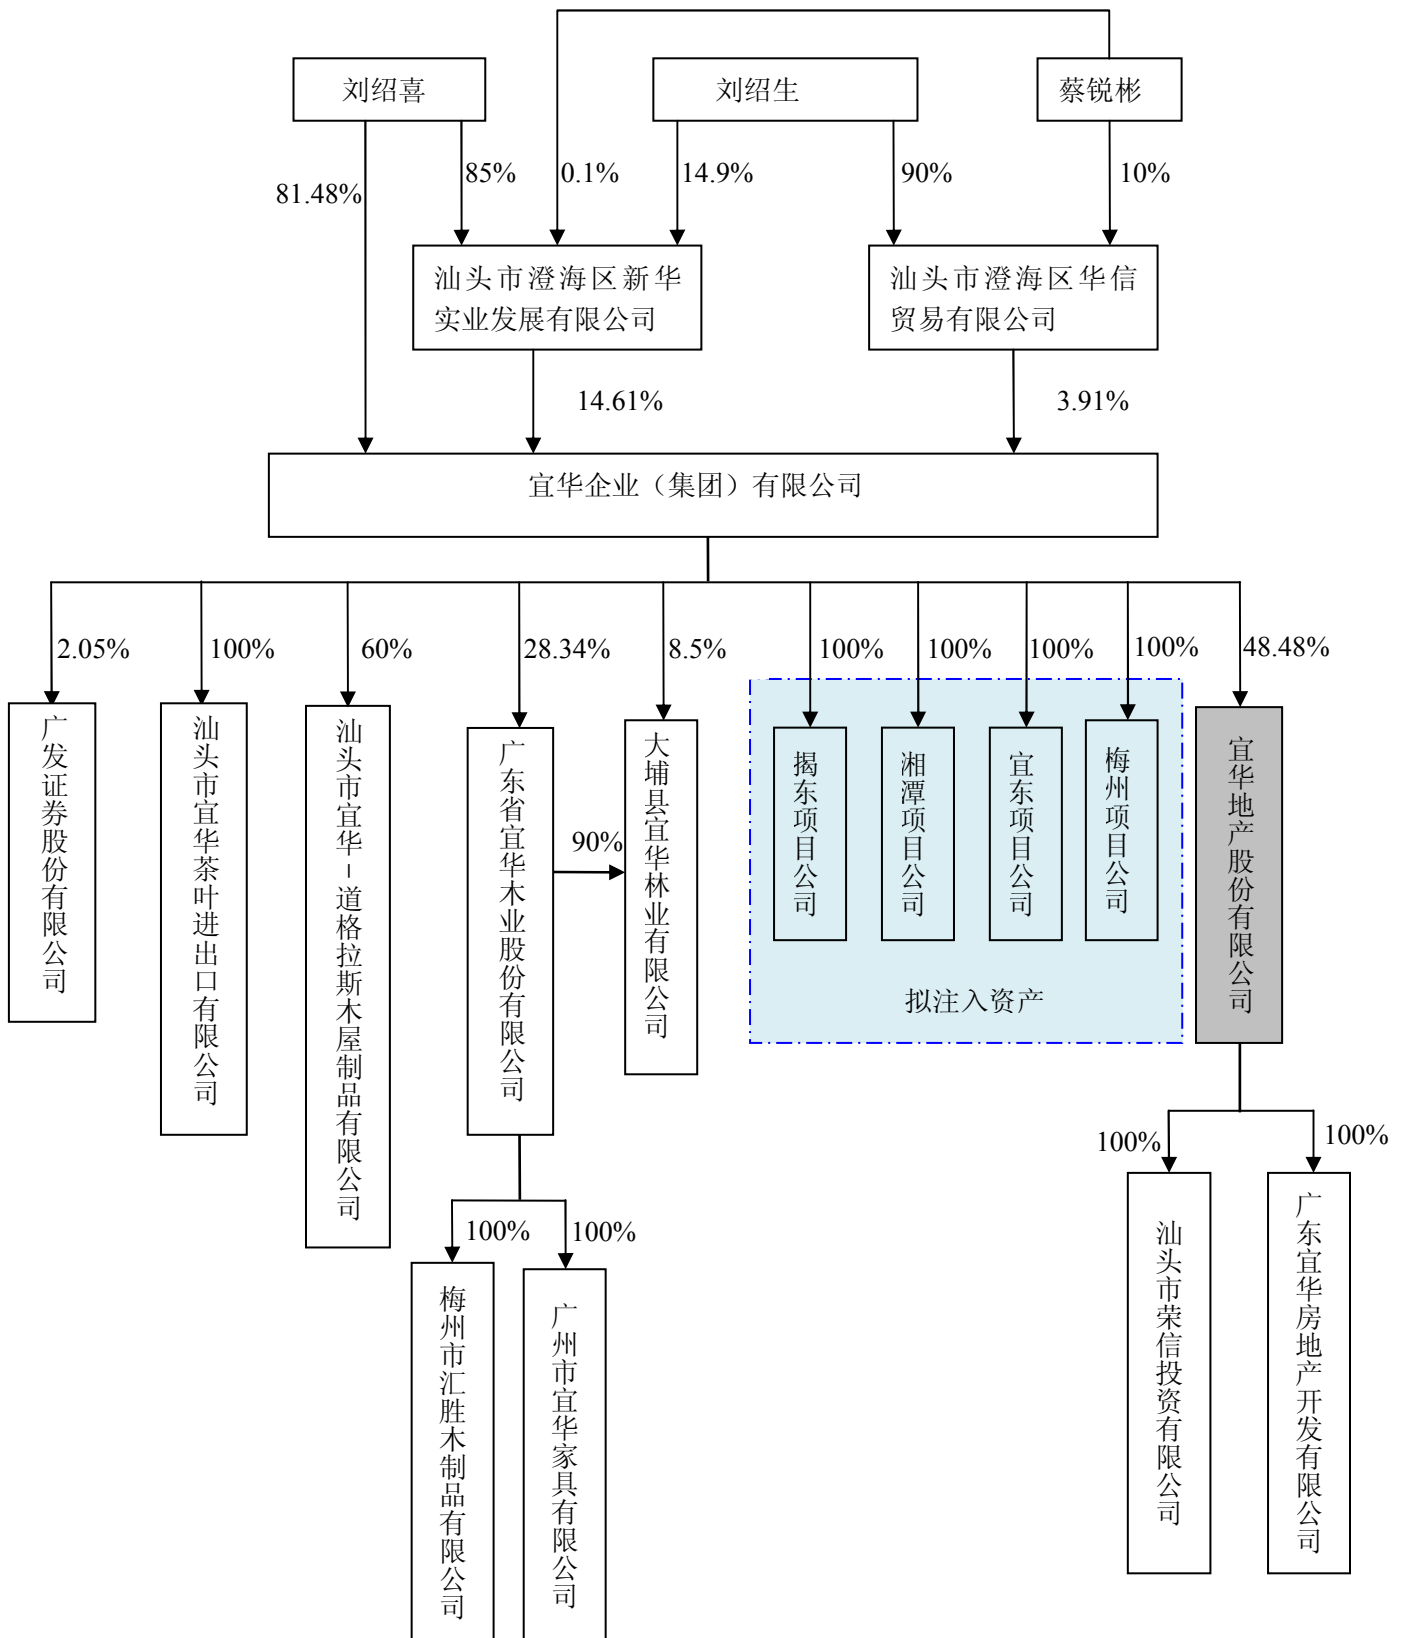 刘绍喜
刘绍生
蔡锐彬
81.48%
85%
0.1%
14.9%
90%
10%
汕头市澄海区新华
实业发展有限公司
汕头市澄海区华信
贸易有限公司
14.61%
3.91%
宜华企业（集团）有限公司
2.05%
100%
60%
28.34%
8.5%
100%
100%
100%
100%
48.48%
广发证券股份有限公司
汕头市宜华茶叶进出口有限公司
汕头市宜华-道格拉斯木屋制品有限公司
广东省宜华木业股份有限公司
90%
大埔县宜华林业有限公司
揭东项目公司
湘潭项目公司
宜东项目公司
梅州项目公司
拟注入资产
宜华地产股份有限公司
100%
100%
100%
100%
梅州市汇胜木制品有限公司
广州市宜华家具有限公司
汕头市荣信投资有限公司
广东宜华房地产开发有限公司